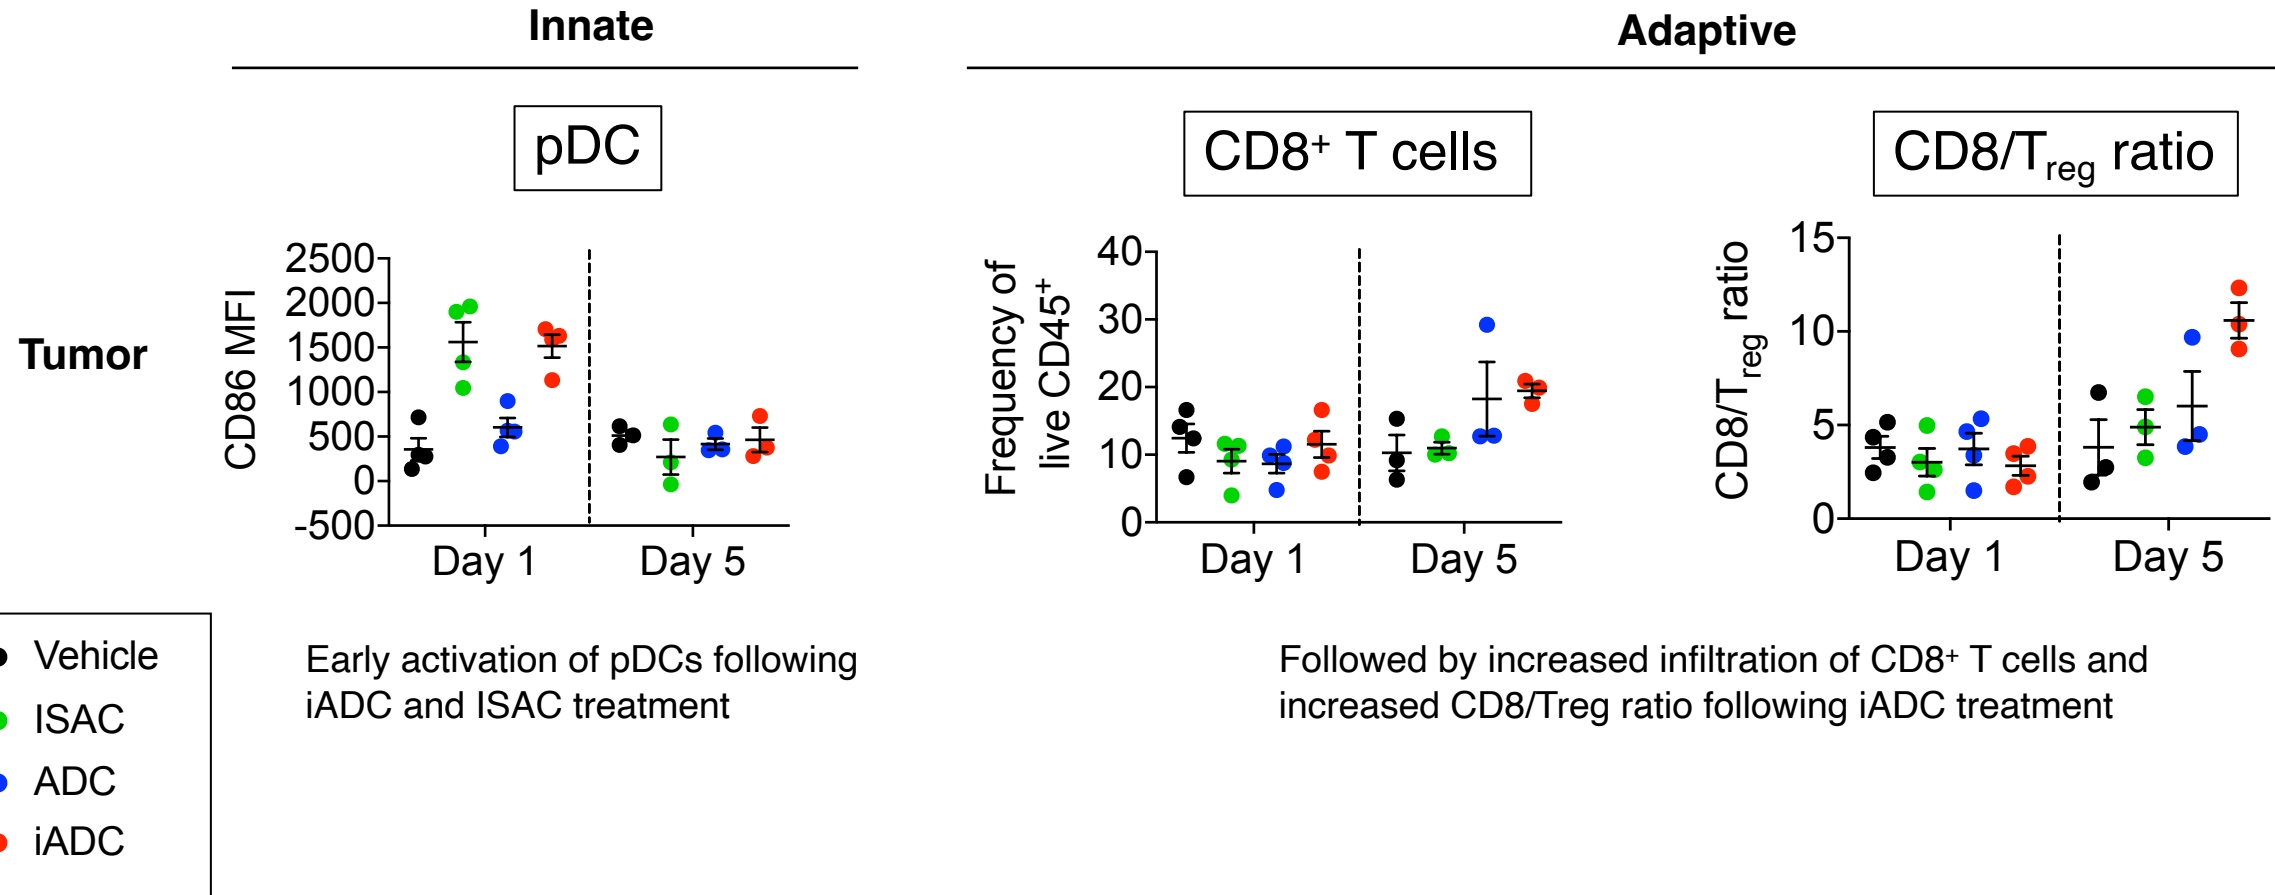 Innate
Adaptive
pDC
CD8⁺ T cells
CD8/Treg ratio
Tumor
CD86 MFI
2500
2000
1500
1000
500
0
-500
Day 1
Day 5
Frequency of
live CD45⁺
40
30
20
10
0
Day 1
Day 5
CD8/Treg ratio
15
10
5
0
Day 1
Day 5
Vehicle
ISAC
ADC
iADC
Early activation of pDCs following
iADC and ISAC treatment
Followed by increased infiltration of CD8⁺ T cells and
increased CD8/Treg ratio following iADC treatment